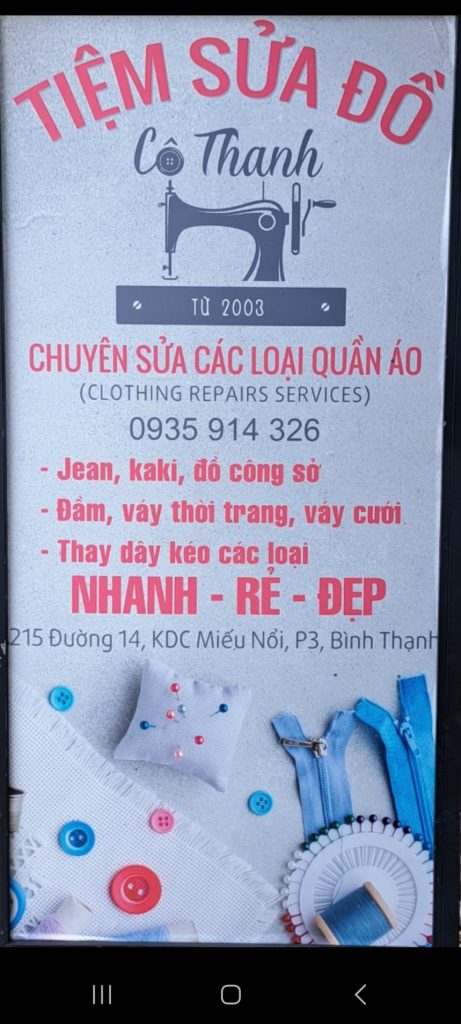 TIỆM SỬA ĐỒ
Cô Thanh
TỪ 2003
CHUYÊN SỬA CÁC LOẠI QUẦN ÁO
(CLOTHING REPAIRS SERVICES)
0935 914 326
- Jean, kaki, đồ công sở
- Đầm, váy thời trang, váy cưới
- Thay dây kéo các loại
NHANH - RẺ - ĐẸP
215 Đường 14, KDC Miếu Nổi, P3, Bình Thạnh